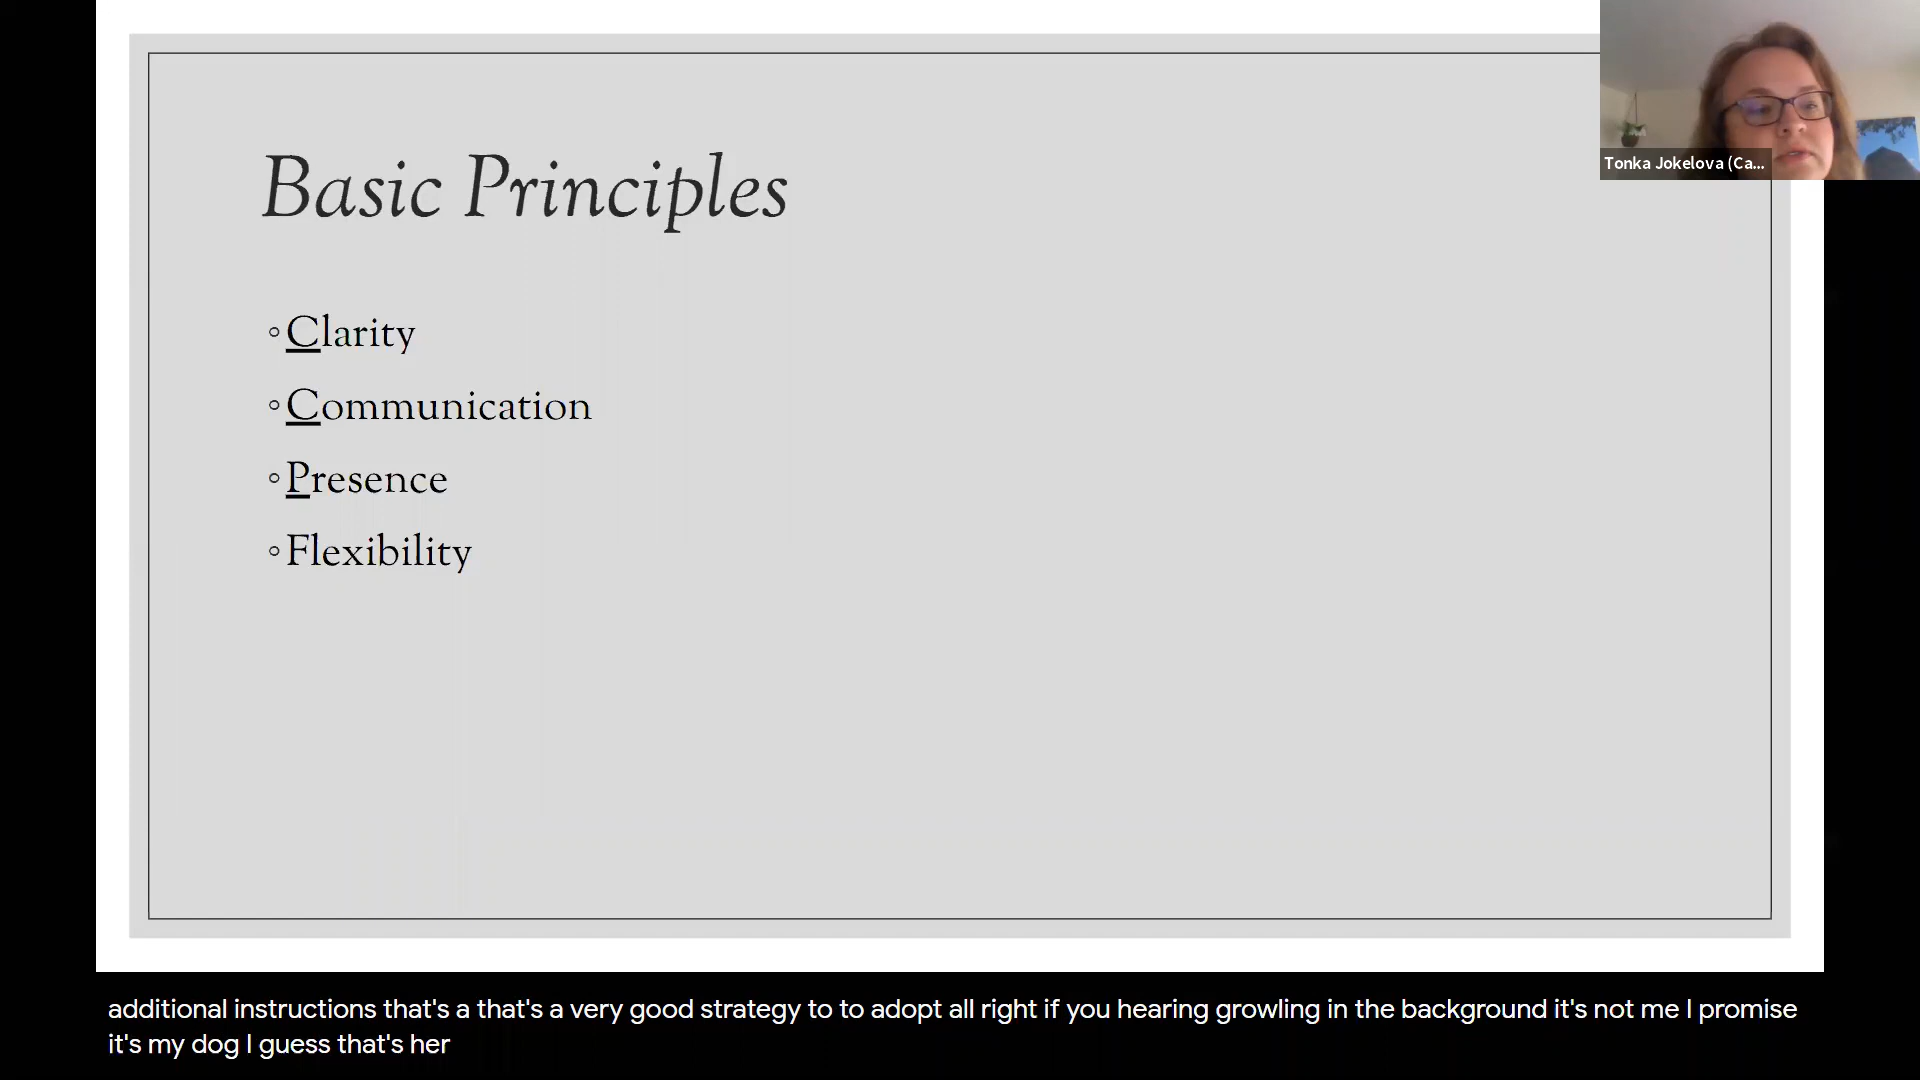 Basic Principles
Clarity
Communication
Presence
Flexibility
Tonka Jokelova (Ca...
additional instructions that's a that's a very good strategy to to adopt all right if you hearing growling in the background it's not me I promise
it's my dog I guess that's her